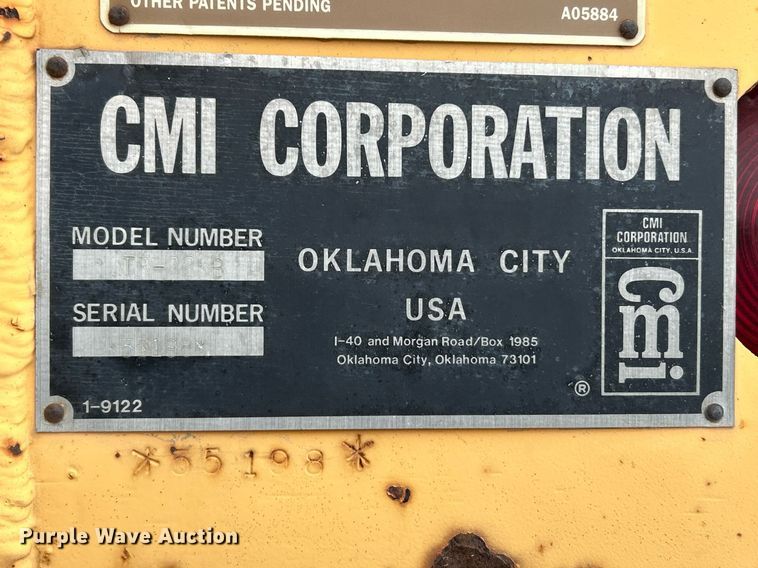 OTHER PATENTS PENDING
A05884
CMI CORPORATION
MODEL NUMBER
SERIAL NUMBER
1-9122
OKLAHOMA CITY
USA
I-40 and Morgan Road/Box 1985
Oklahoma City, Oklahoma 73101
CMI
CORPORATION
OKLAHOMA CITY, U.S.A.
cmi
®
*55198*
Purple Wave Auction